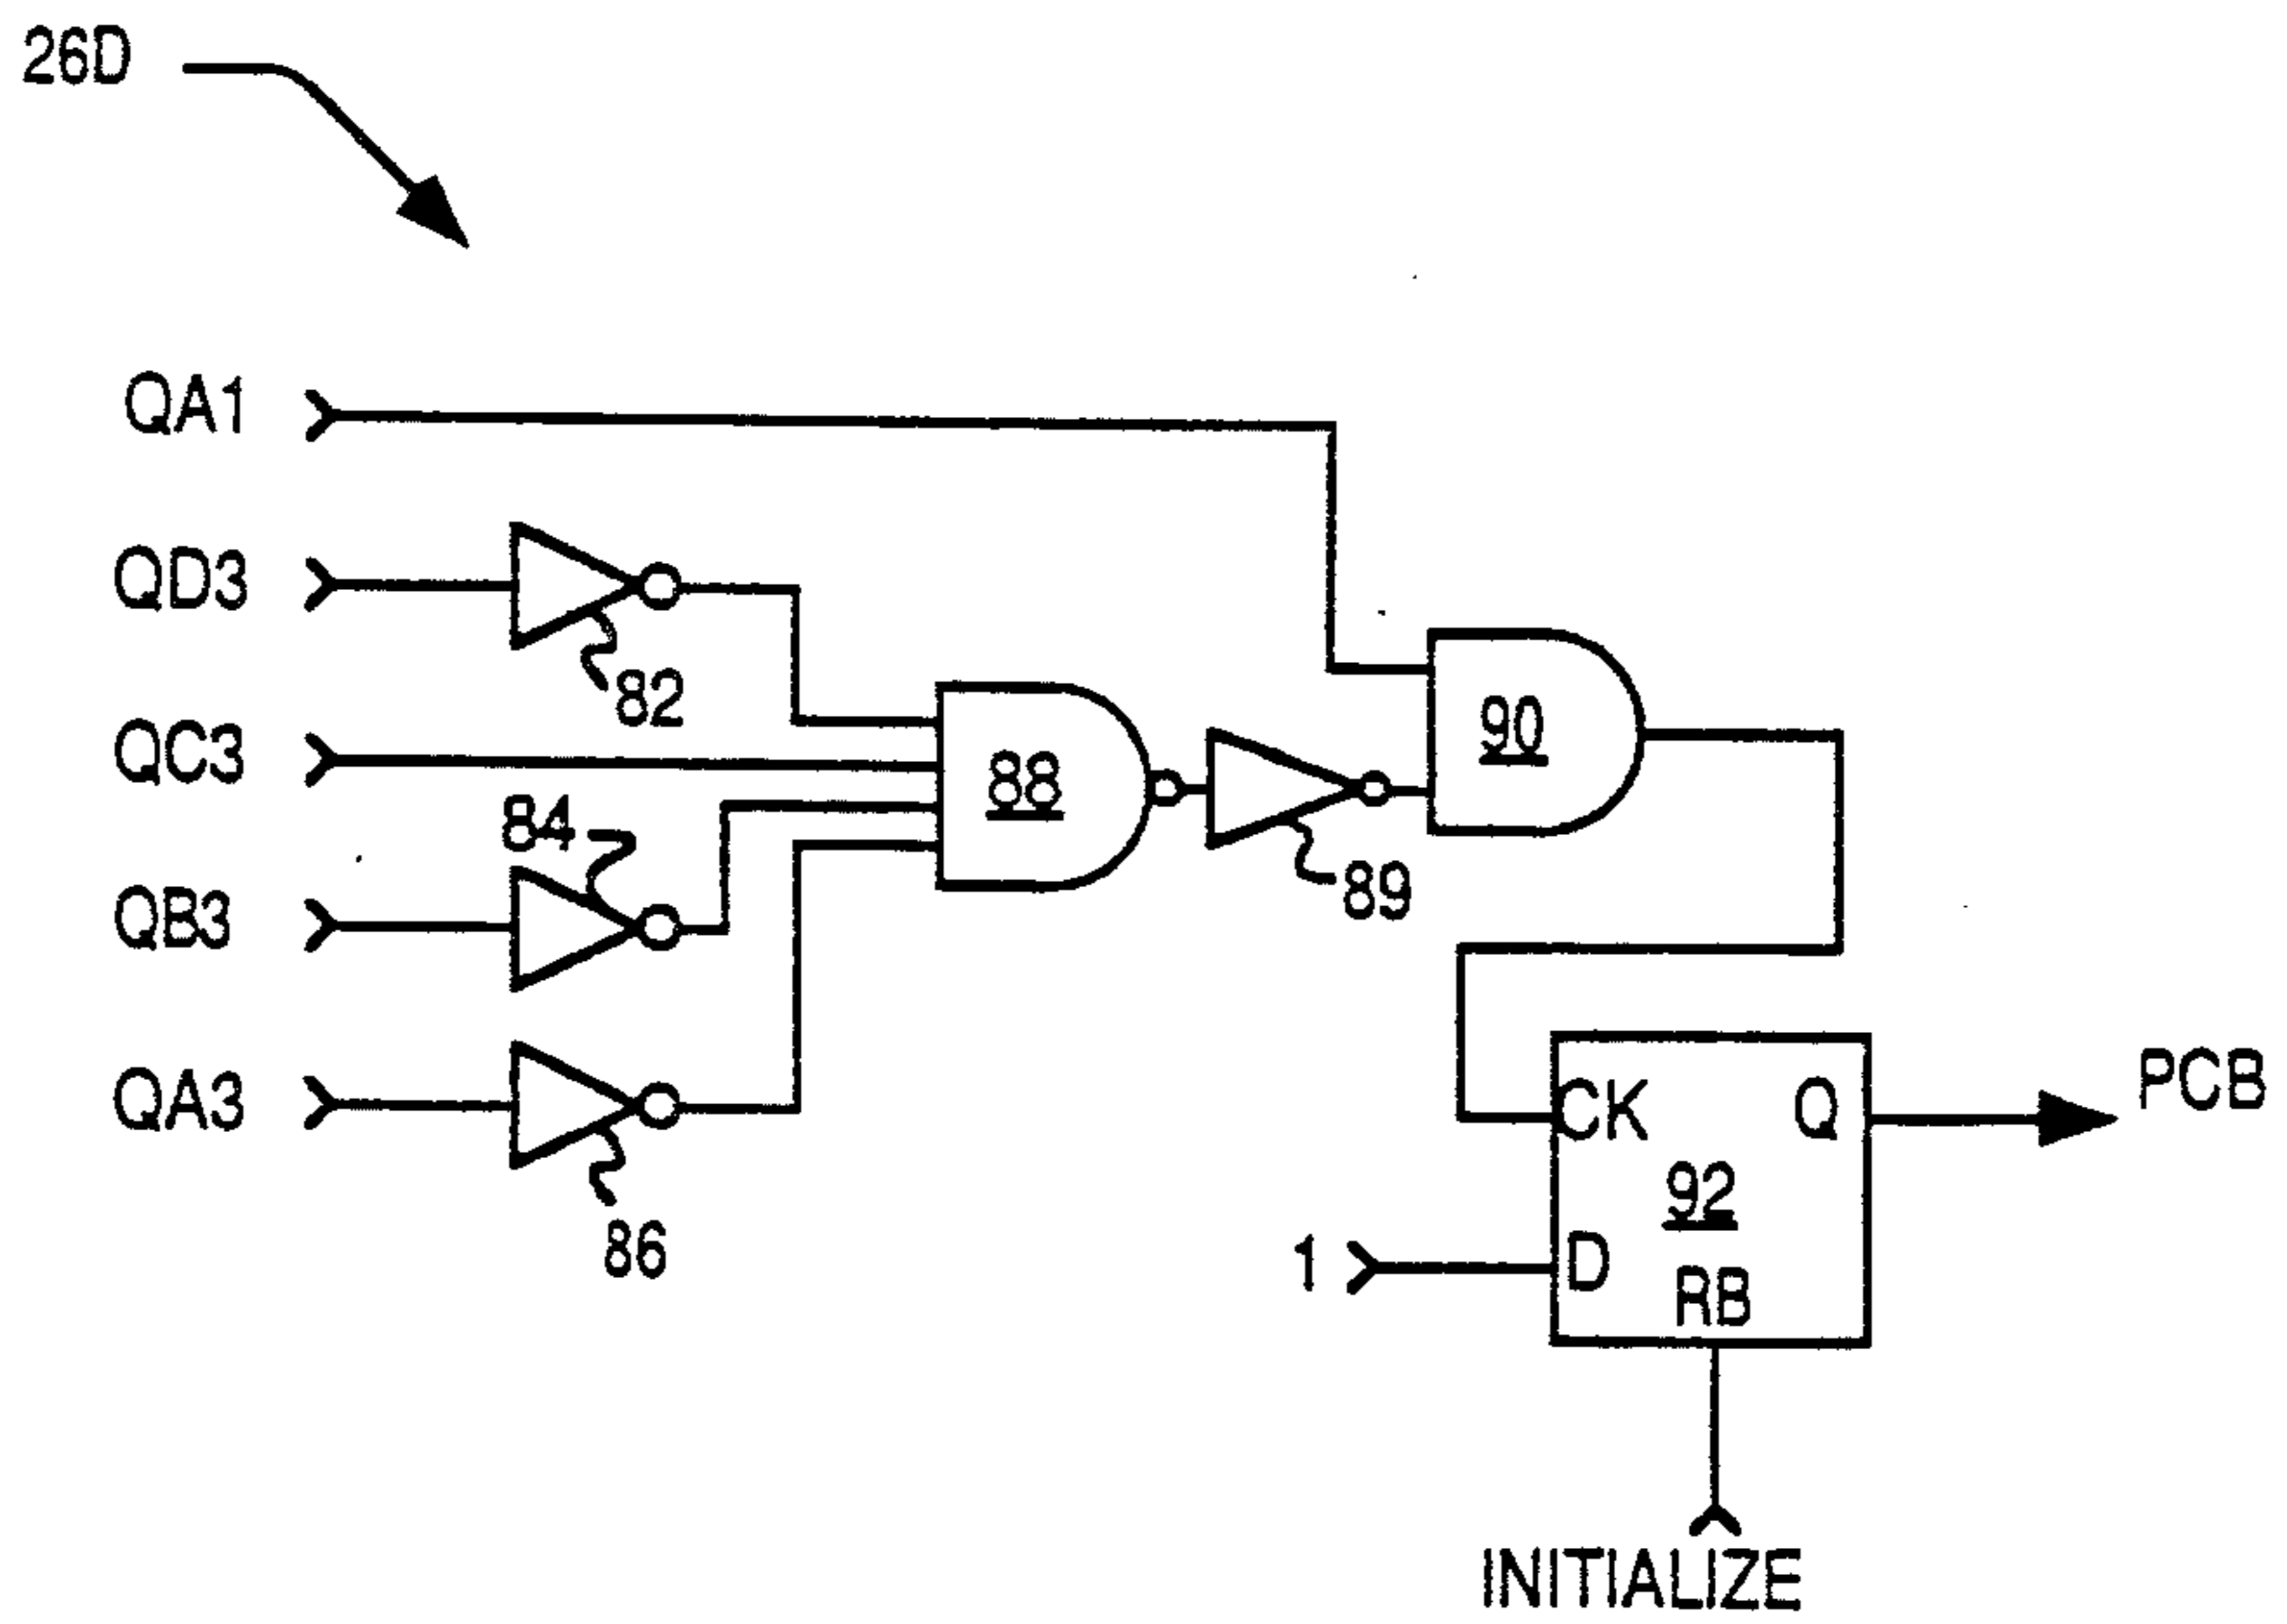 26D
QA1
QD3
82
QC3
88
90
84
89
QB3
QA3
86
CK Q
PCB
92
1
D
RB
INITIALIZE